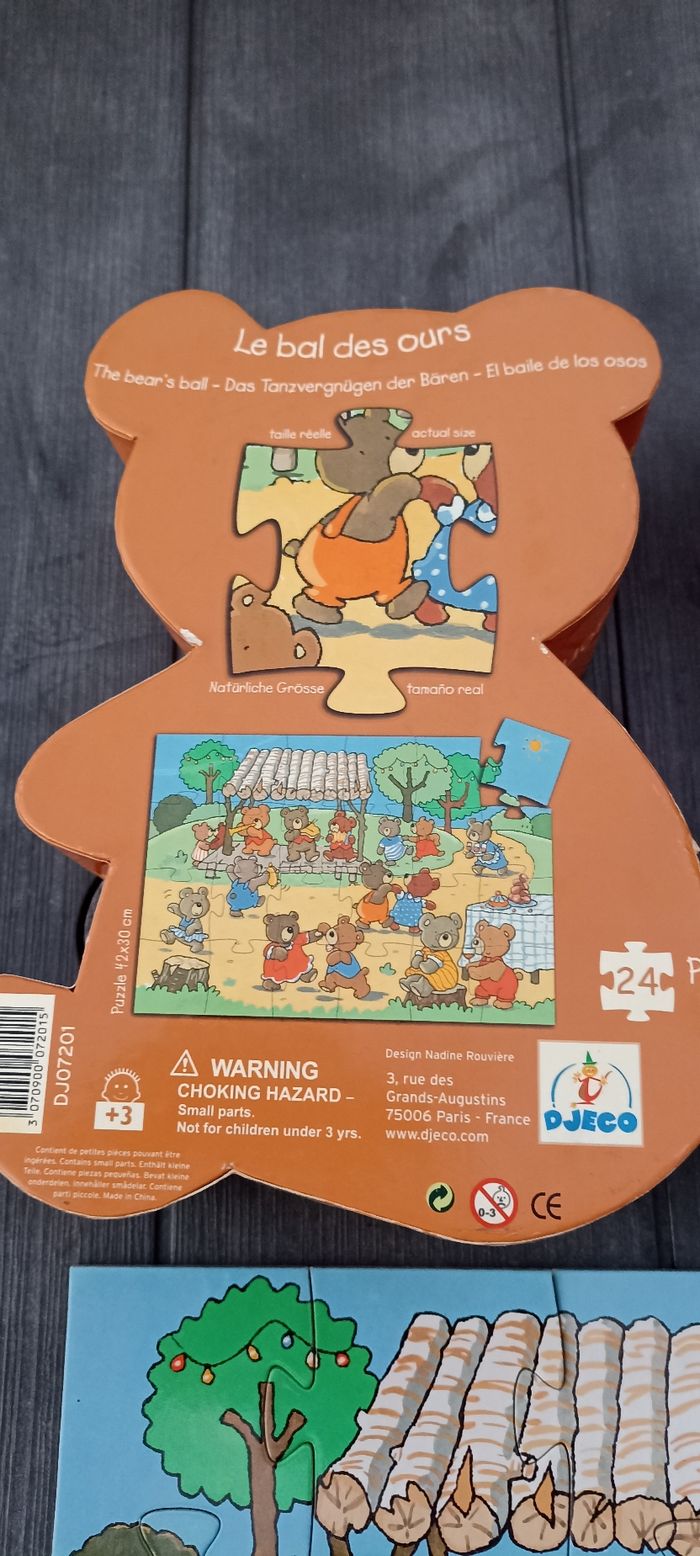 Le bal des ours
The bear's ball - Das Tanzvergnügen der Bären - El baile de los osos
taille réelle
actual size
Natürliche Grösse
tamaño real
Puzzle 42x30 cm
24
P
3 070900 072015
DJ07201
+3
WARNING
CHOKING HAZARD –
Small parts.
Not for children under 3 yrs.
Design Nadine Rouvière
3, rue des
Grands-Augustins
75006 Paris - France
www.djeco.com
DJECO
Contient de petites pièces pouvant être
ingérées. Contains small parts. Enthält kleine
Teile. Contiene piezas pequeñas. Bevat kleine
onderdelen. Innehåller smådelar. Contiene
parti piccole. Made in China.
0-3
CE